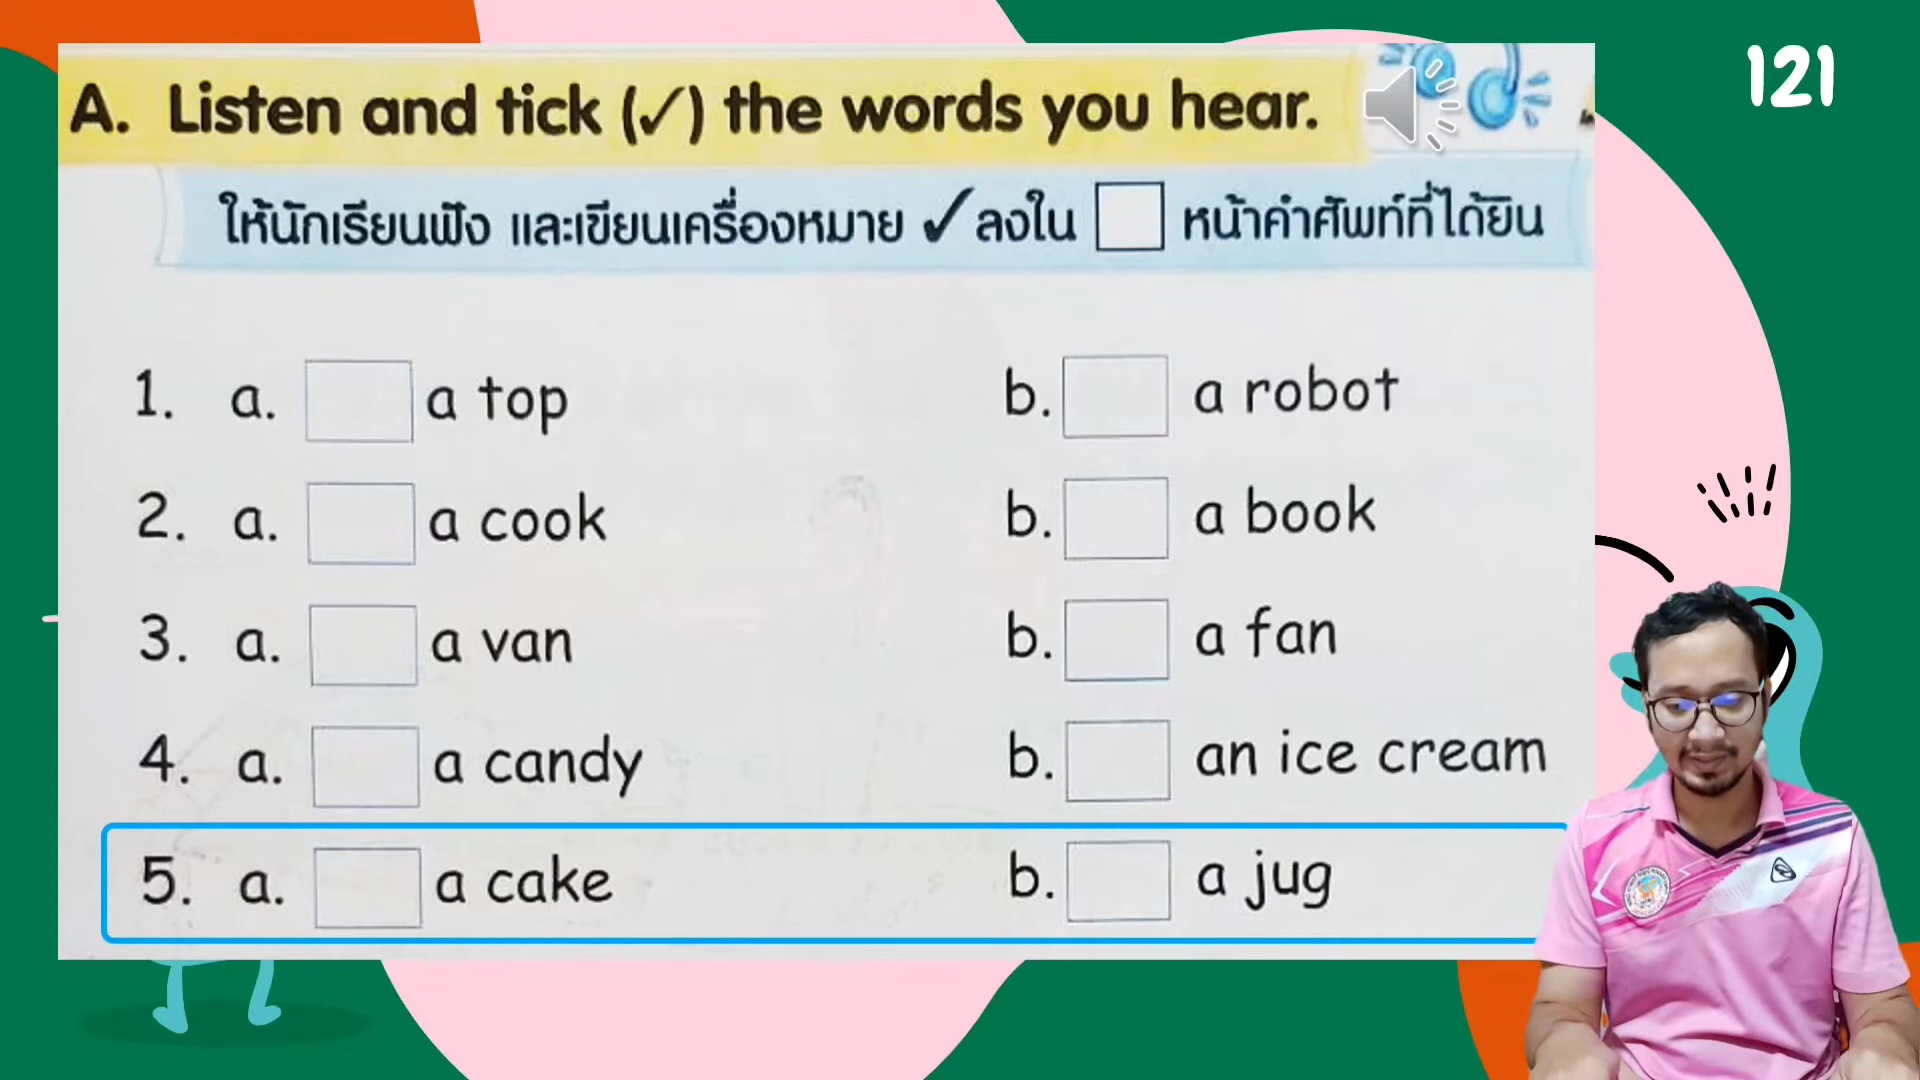 121
A. Listen and tick (✓) the words you hear.
ให้นักเรียนฟัง และเขียนเครื่องหมาย ✓ ลงใน □ หน้าคำศัพท์ที่ได้ยิน
1. a. □ a top b. □ a robot
2. a. □ a cook b. □ a book
3. a. □ a van b. □ a fan
4. a. □ a candy b. □ an ice cream
5. a. □ a cake b. □ a jug